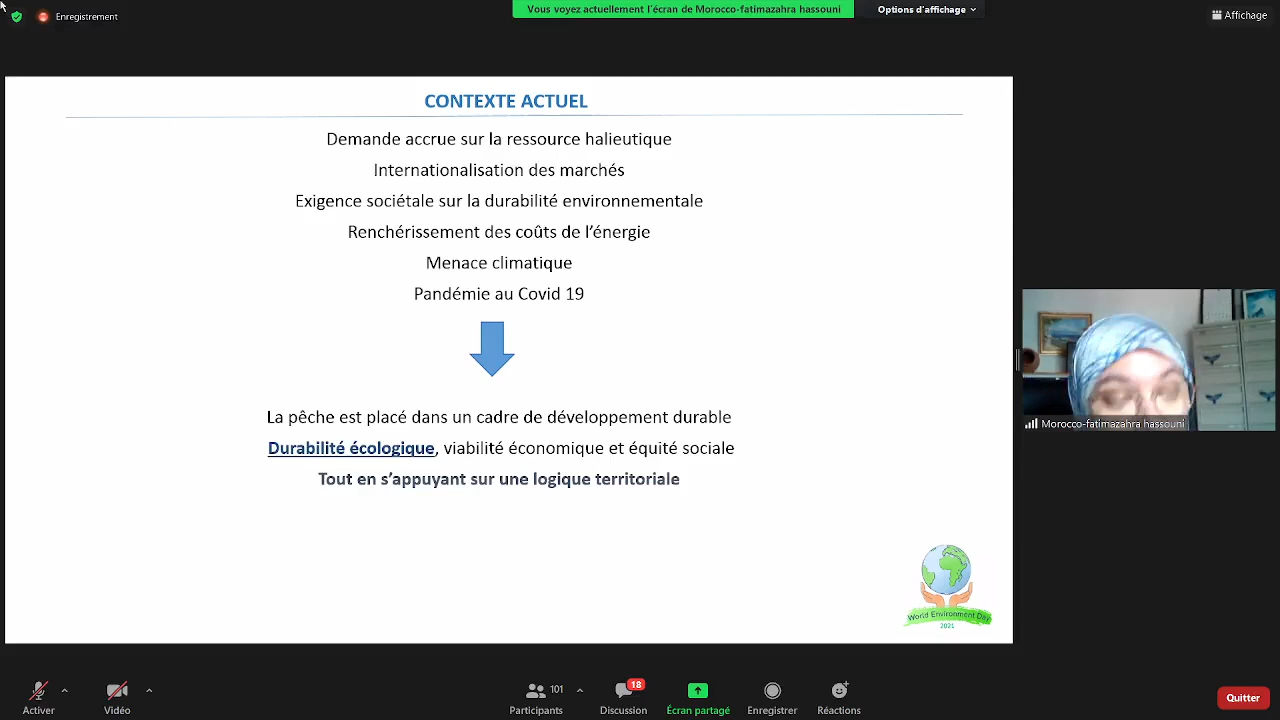 Enregistrement
Vous voyez actuellement l'écran de Morocco-fatimazahra hassouni
Options d'affichage
Affichage
CONTEXTE ACTUEL
Demande accrue sur la ressource halieutique
Internationalisation des marchés
Exigence sociétale sur la durabilité environnementale
Renchérissement des coûts de l'énergie
Menace climatique
Pandémie au Covid 19
La pêche est placé dans un cadre de développement durable
Durabilité écologique, viabilité économique et équité sociale
Tout en s'appuyant sur une logique territoriale
World Environment Day
2021
Morocco-fatimazahra hassouni
Activer
Vidéo
101
Participants
18
Discussion
Écran partagé
Enregistrer
Réactions
Quitter